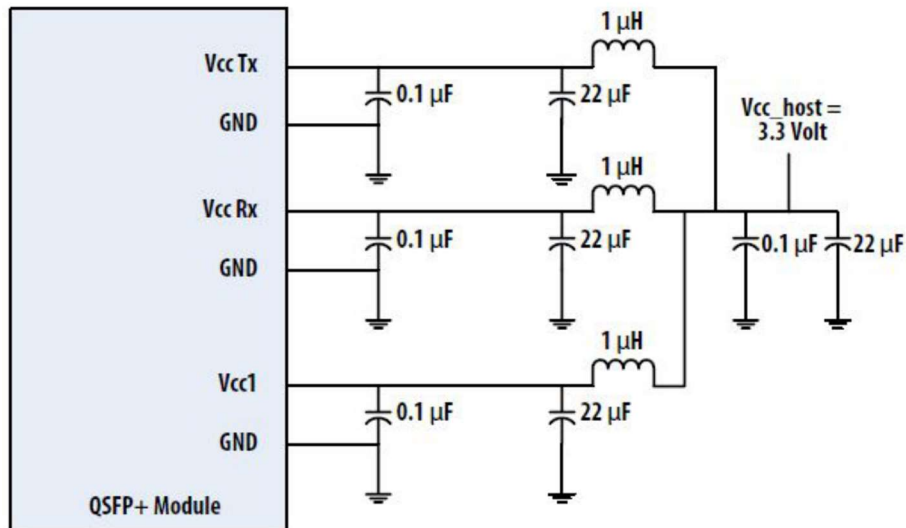 1 µH
Vcc Tx
0.1 µF
22 µF
GND
Vcc_host =
3.3 Volt
1 µH
Vcc Rx
0.1 µF
22 µF
0.1 µF
22 µF
GND
1 µH
Vcc1
0.1 µF
22 µF
GND
QSFP+ Module